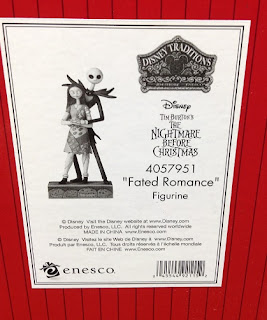 DISNEY TRADITIONS
Disney
TIM BURTON'S
THE
NIGHTMARE
BEFORE
CHRISTMAS
4057951
"Fated Romance"
Figurine
© Disney Visit the Disney website at www.Disney.com
Produced by Enesco, LLC. All rights reserved worldwide
MADE IN CHINA www.Enesco.com
© Disney Visitez le site Web de Disney à www.Disney.com
Produit par Enesco, LLC. Tous droits réservés à l'échelle mondiale
FAIT EN CHINE www.Enesco.com
enesco.